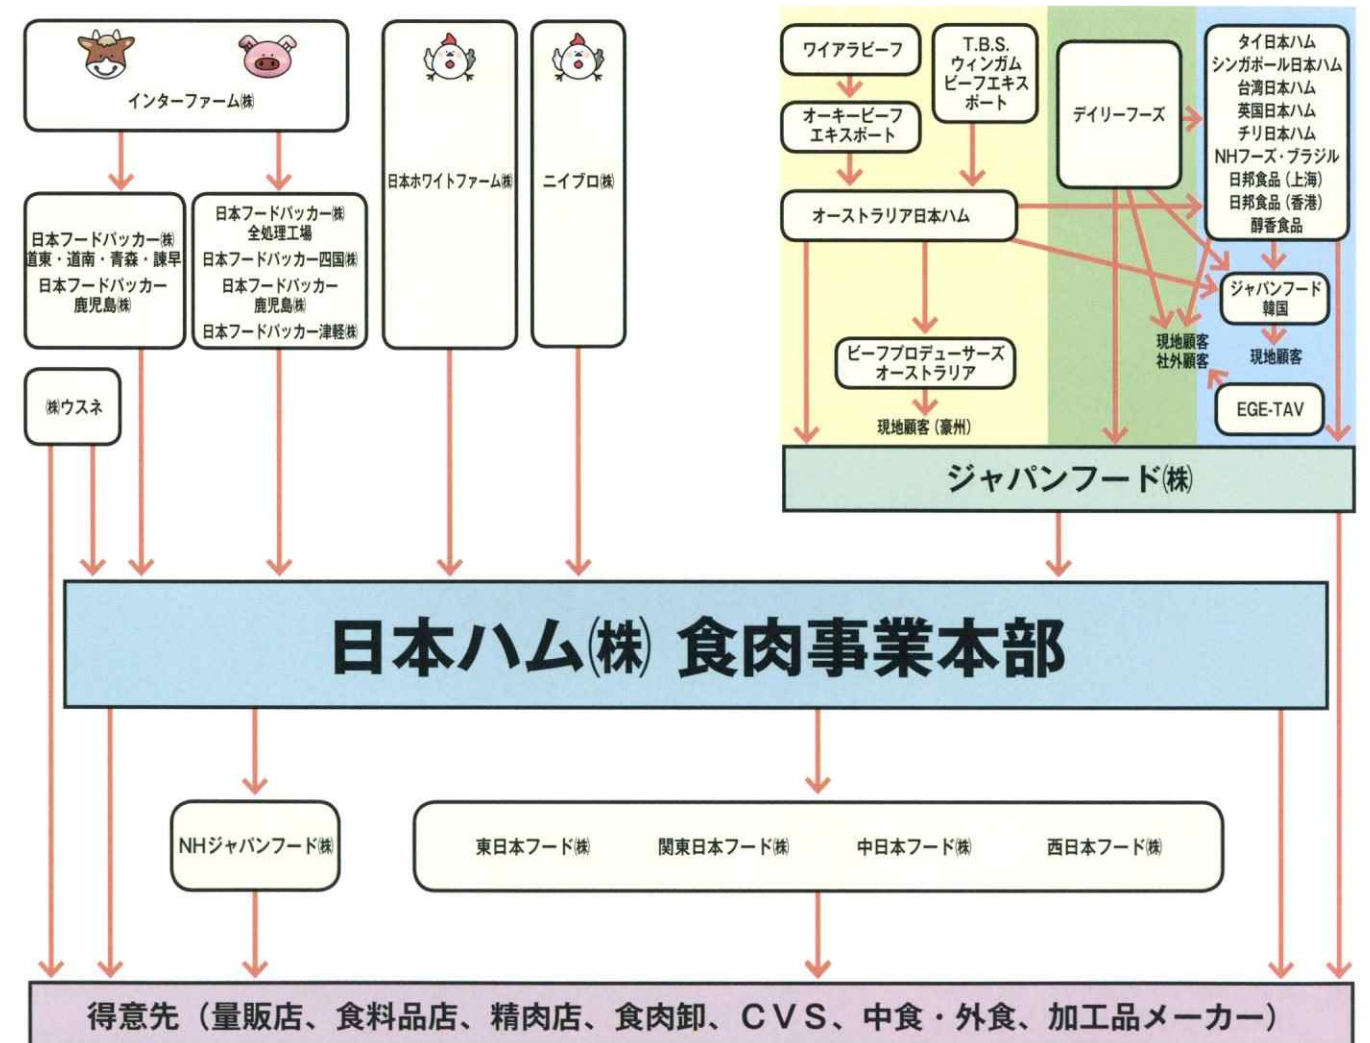 インターファーム㈱
日本ホワイトファーム㈱
ニイブロ㈱
日本フードパッカー㈱
道東・道南・青森・諫早
日本フードパッカー
鹿児島㈱
日本フードパッカー㈱
全処理工場
日本フードパッカー四国㈱
日本フードパッカー
鹿児島㈱
日本フードパッカー津軽㈱
㈱ウスネ
ワイアラビーフ
オーキービーフ
エキスポート
T.B.S.
ウィンガム
ビーフエキス
ポート
オーストラリア日本ハム
ビーフプロデューサーズ
オーストラリア
現地顧客（豪州）
デイリーフーズ
タイ日本ハム
シンガポール日本ハム
台湾日本ハム
英国日本ハム
チリ日本ハム
NHフーズ・ブラジル
日邦食品（上海）
日邦食品（香港）
醇香食品
ジャパンフード
韓国
現地顧客
社外顧客
現地顧客
EGE-TAV
ジャパンフード㈱
日本ハム㈱ 食肉事業本部
NHジャパンフード㈱
東日本フード㈱ 関東日本フード㈱ 中日本フード㈱ 西日本フード㈱
得意先（量販店、食料品店、精肉店、食肉卸、CVS、中食・外食、加工品メーカー）